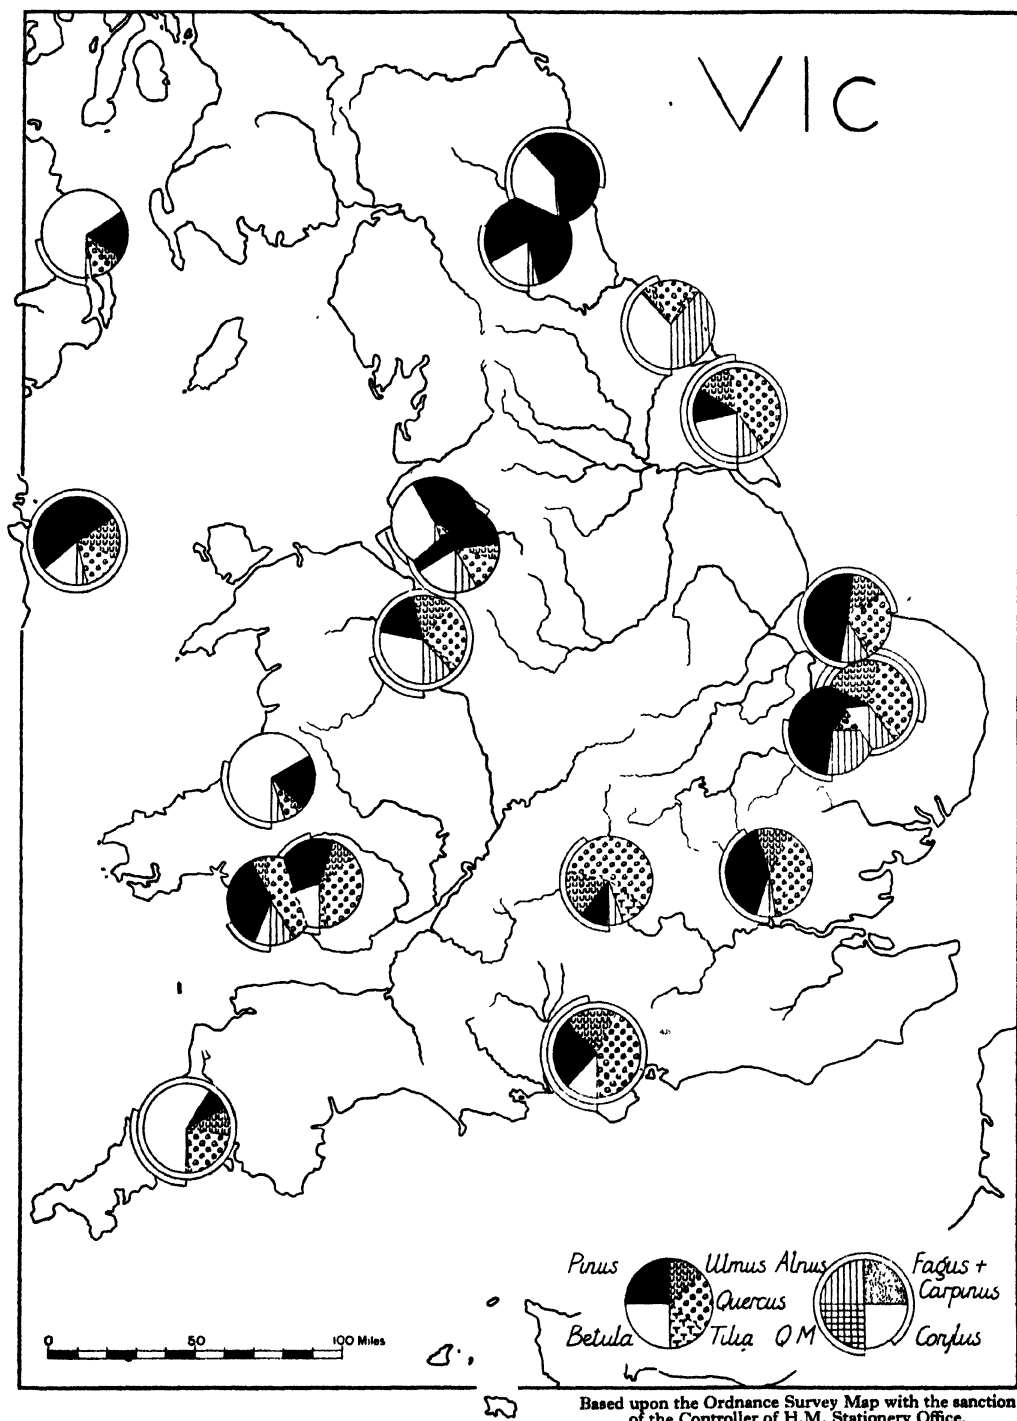 VIc
Pinus Ulmus Alnus Fagus +
Carpinus
Quercus
Betula Tilia Q M Corylus
0 50 100 Miles
Based upon the Ordnance Survey Map with the sanction
of the Controller of H.M. Stationery Office.